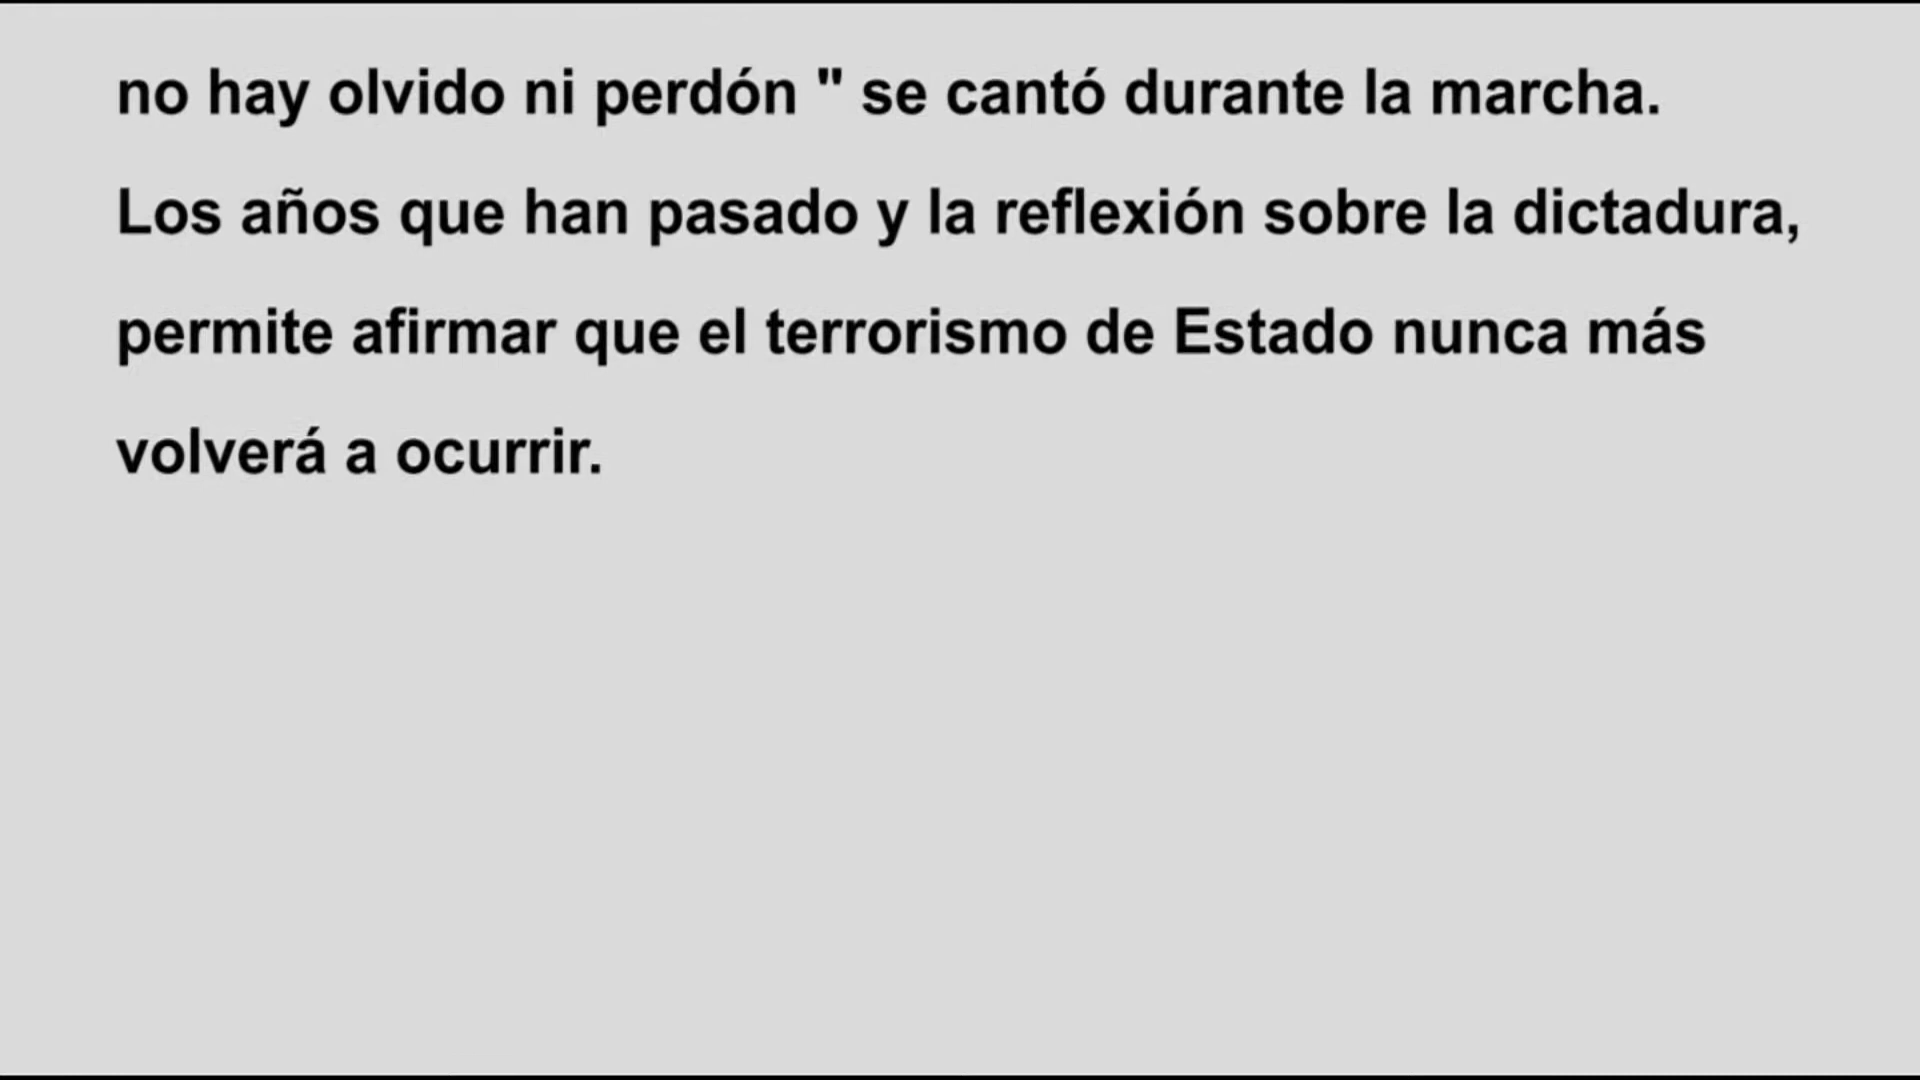 no hay olvido ni perdón " se cantó durante la marcha.
Los años que han pasado y la reflexión sobre la dictadura,
permite afirmar que el terrorismo de Estado nunca más
volverá a ocurrir.